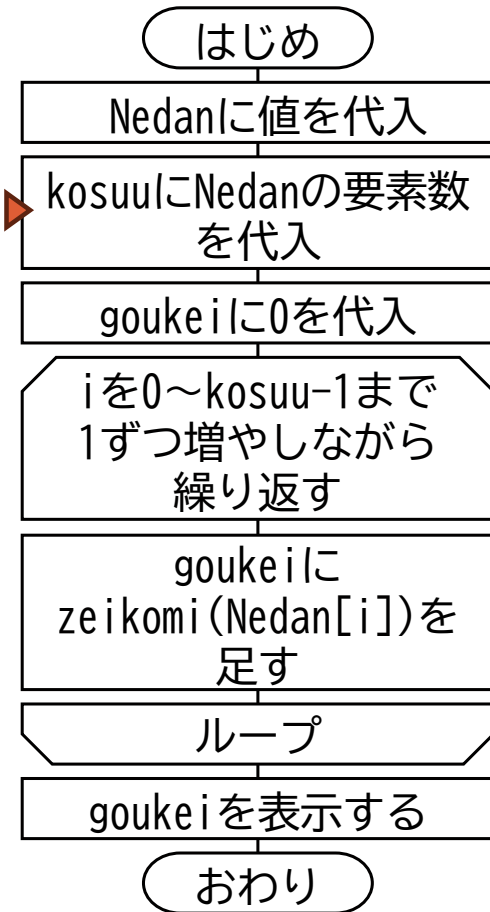 はじめ
Nedanに値を代入
kosuuにNedanの要素数
を代入
goukeiに0を代入
iを0～kosuu-1まで
1ずつ増やしながら
繰り返す
goukeiに
zeikomi(Nedan[i])を
足す
ループ
goukeiを表示する
おわり